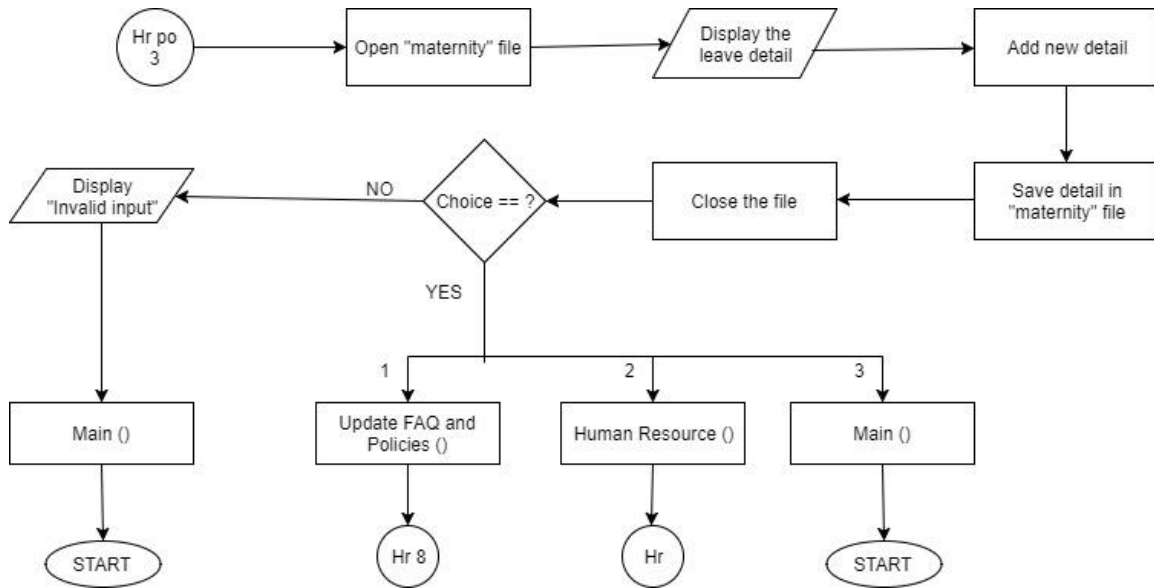 Hr po
3
Open "maternity" file
Display the
leave detail
Add new detail
Display
"Invalid input"
NO
Choice == ?
Close the file
Save detail in
"maternity" file
YES
1
2
3
Main ()
Update FAQ and
Policies ()
Human Resource ()
Main ()
START
Hr 8
Hr
START